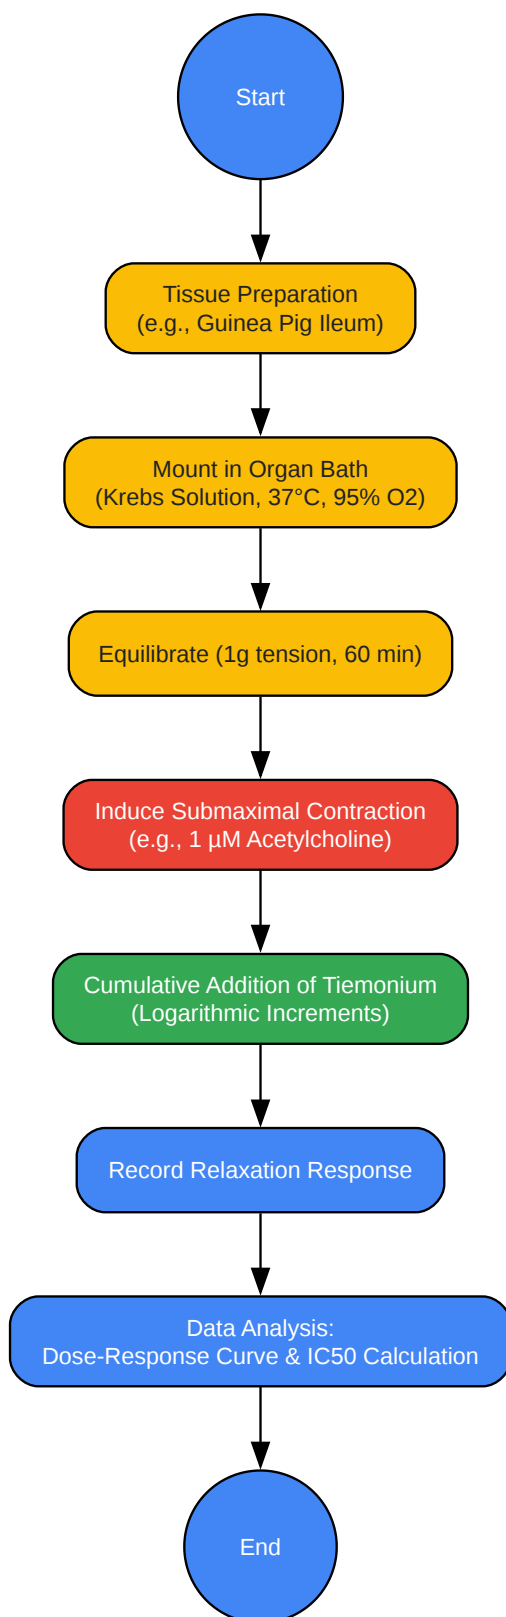 Start
Tissue Preparation
(e.g., Guinea Pig Ileum)
Mount in Organ Bath
(Krebs Solution, 37°C, 95% O2)
Equilibrate (1g tension, 60 min)
Induce Submaximal Contraction
(e.g., 1 µM Acetylcholine)
Cumulative Addition of Tiemonium
(Logarithmic Increments)
Record Relaxation Response
Data Analysis:
Dose-Response Curve & IC50 Calculation
End